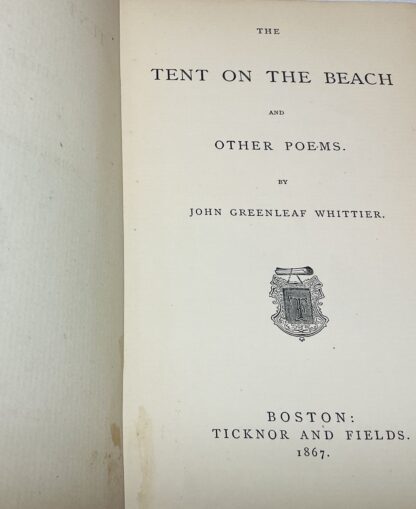 THE
TENT ON THE BEACH
AND
OTHER POEMS.
BY
JOHN GREENLEAF WHITTIER.
T
BOSTON:
TICKNOR AND FIELDS.
1867.